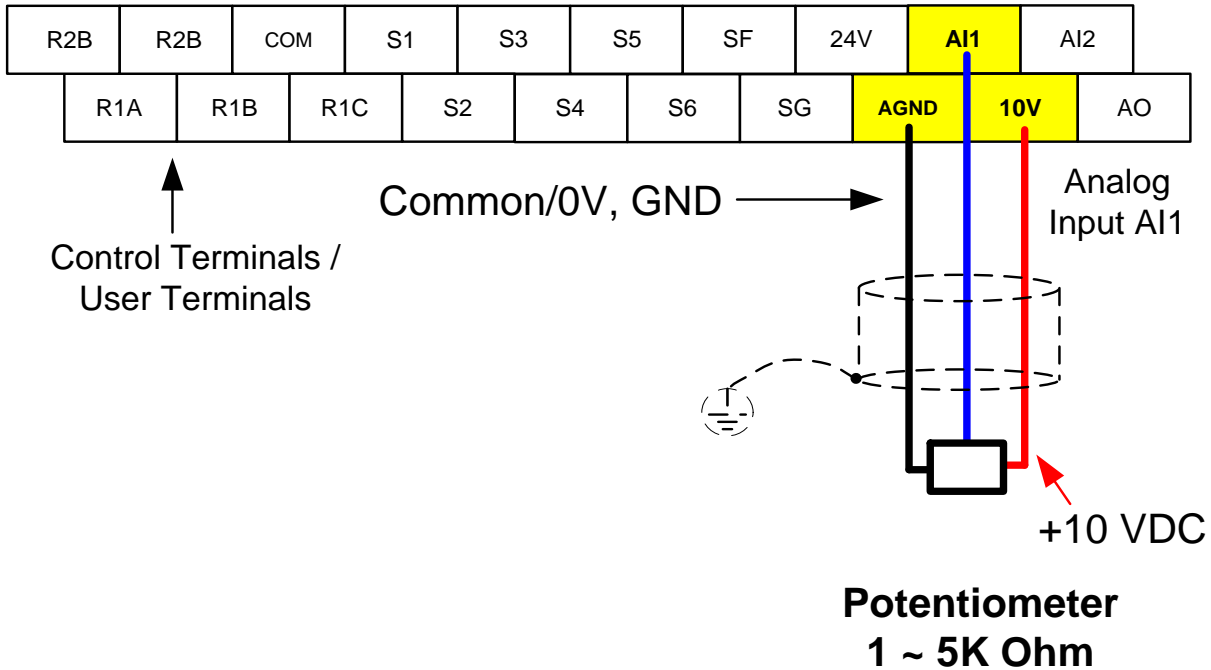 R2B R2B COM S1 S3 S5 SF 24V AI1 AI2
R1A R1B R1C S2 S4 S6 SG AGND 10V AO
Common/0V, GND
Analog
Input AI1
Control Terminals /
User Terminals
+10 VDC
Potentiometer
1 ~ 5K Ohm